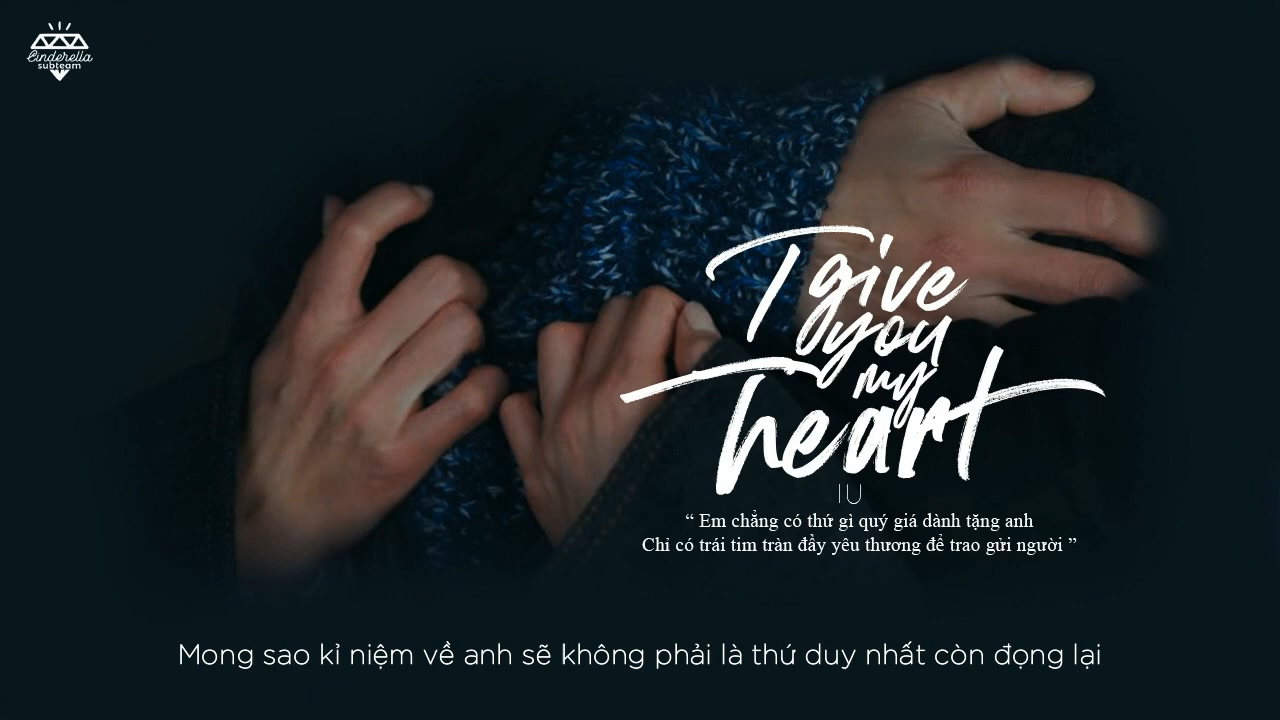 Cinderella
subteam
I give
you
my
heart
IU
“ Em chẳng có thứ gì quý giá dành tặng anh
Chỉ có trái tim tràn đầy yêu thương để trao gửi người ”
Mong sao kỉ niệm về anh sẽ không phải là thứ duy nhất còn đọng lại